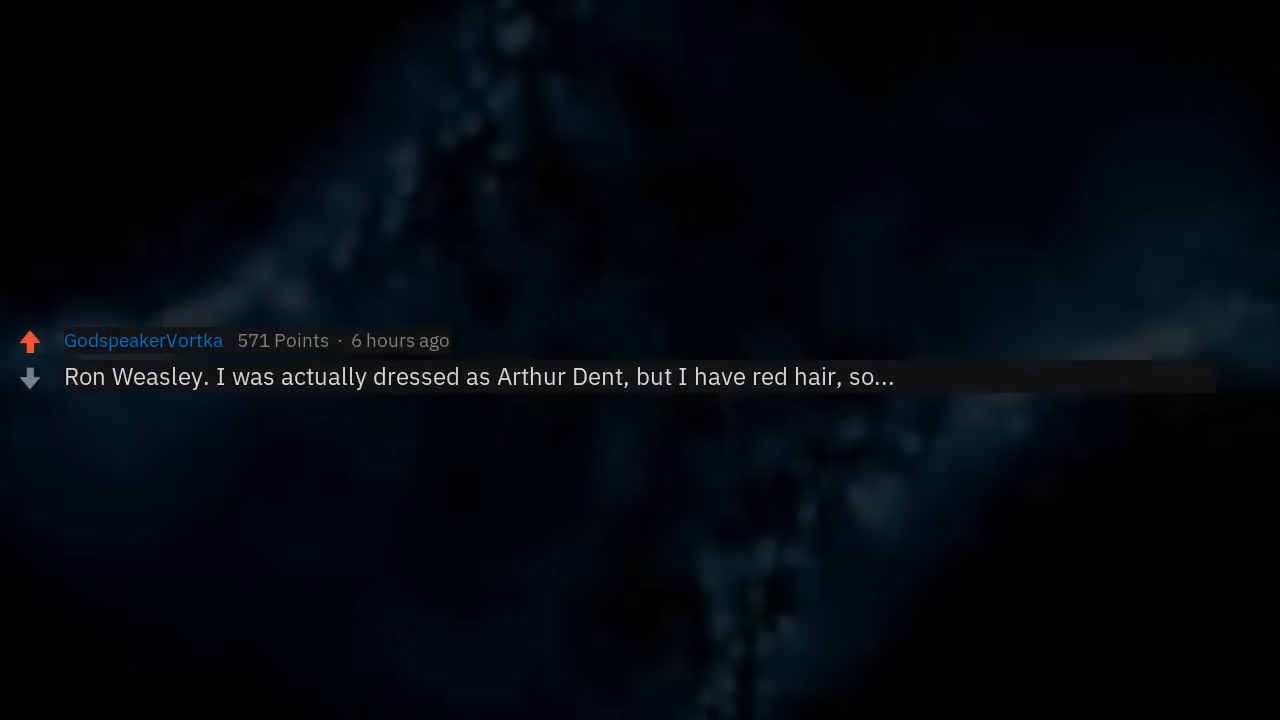 GodspeakerVortka 571 Points · 6 hours ago
Ron Weasley. I was actually dressed as Arthur Dent, but I have red hair, so...